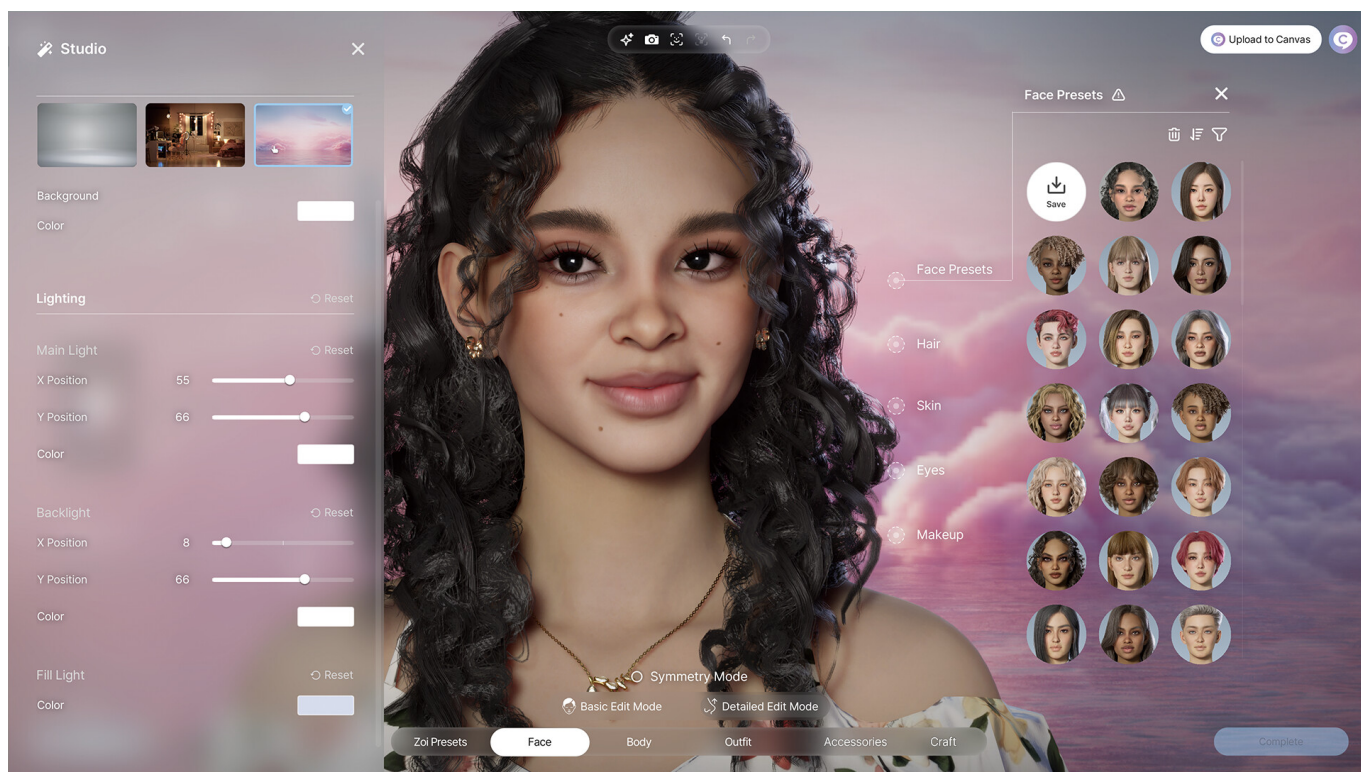 Studio
Background
Color
Lighting
Reset
Main Light
Reset
X Position 55
Y Position 66
Color
Backlight
Reset
X Position 8
Y Position 66
Color
Fill Light
Reset
Color
Upload to Canvas
Face Presets
Save
Face Presets
Hair
Skin
Eyes
Makeup
Symmetry Mode
Basic Edit Mode
Detailed Edit Mode
Zoi Presets
Face
Body
Outfit
Accessories
Craft
Complete